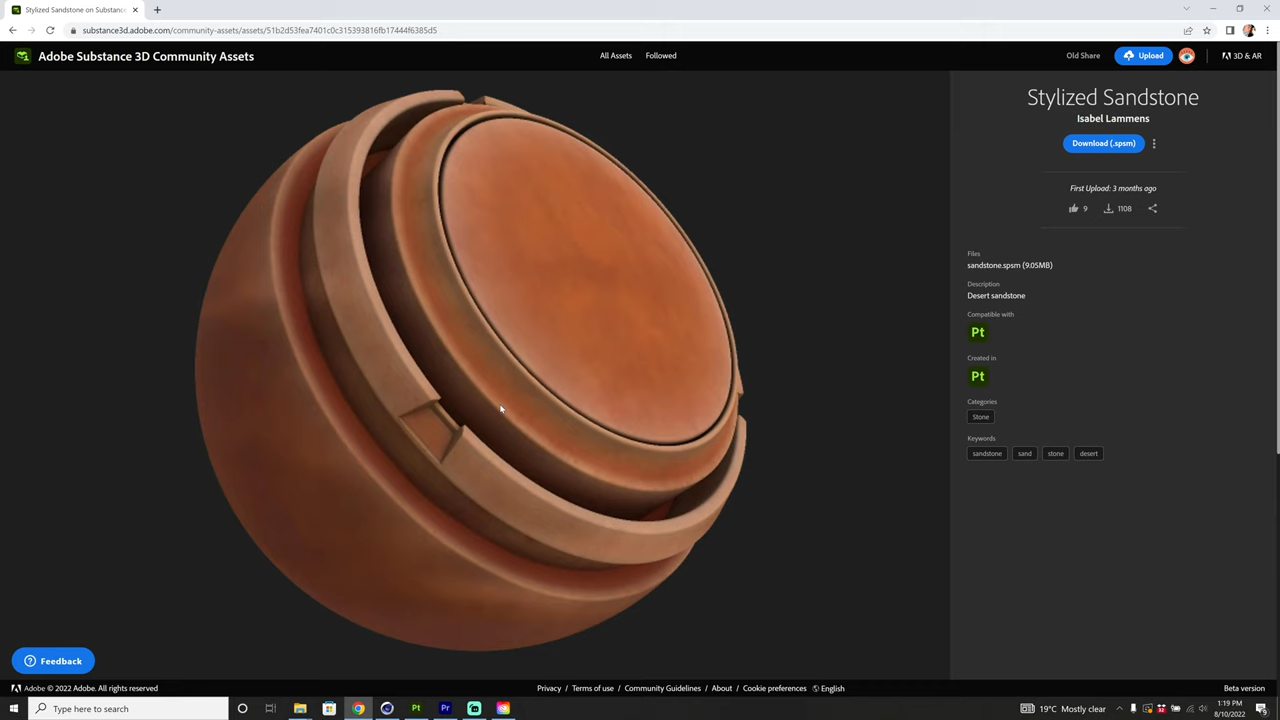 Stylized Sandstone on Substance
substance3d.adobe.com/community-assets/assets/51b2d53fea7401c0c315393816fb17444f6385d5
Adobe Substance 3D Community Assets
All Assets
Followed
Old Share
Upload
3D & AR
Stylized Sandstone
Isabel Lammens
Download (.spsm)
First Upload: 3 months ago
9
1108
Files
sandstone.spsm (9.05MB)
Description
Desert sandstone
Compatible with
Pt
Created in
Pt
Categories
Stone
Keywords
sandstone sand stone desert
Feedback
Adobe © 2022 Adobe. All rights reserved
Privacy / Terms of use / Community Guidelines / About / Cookie preferences
English
Beta version
Type here to search
Pt
Pr
19°C Mostly clear
1:19 PM
8/10/2022